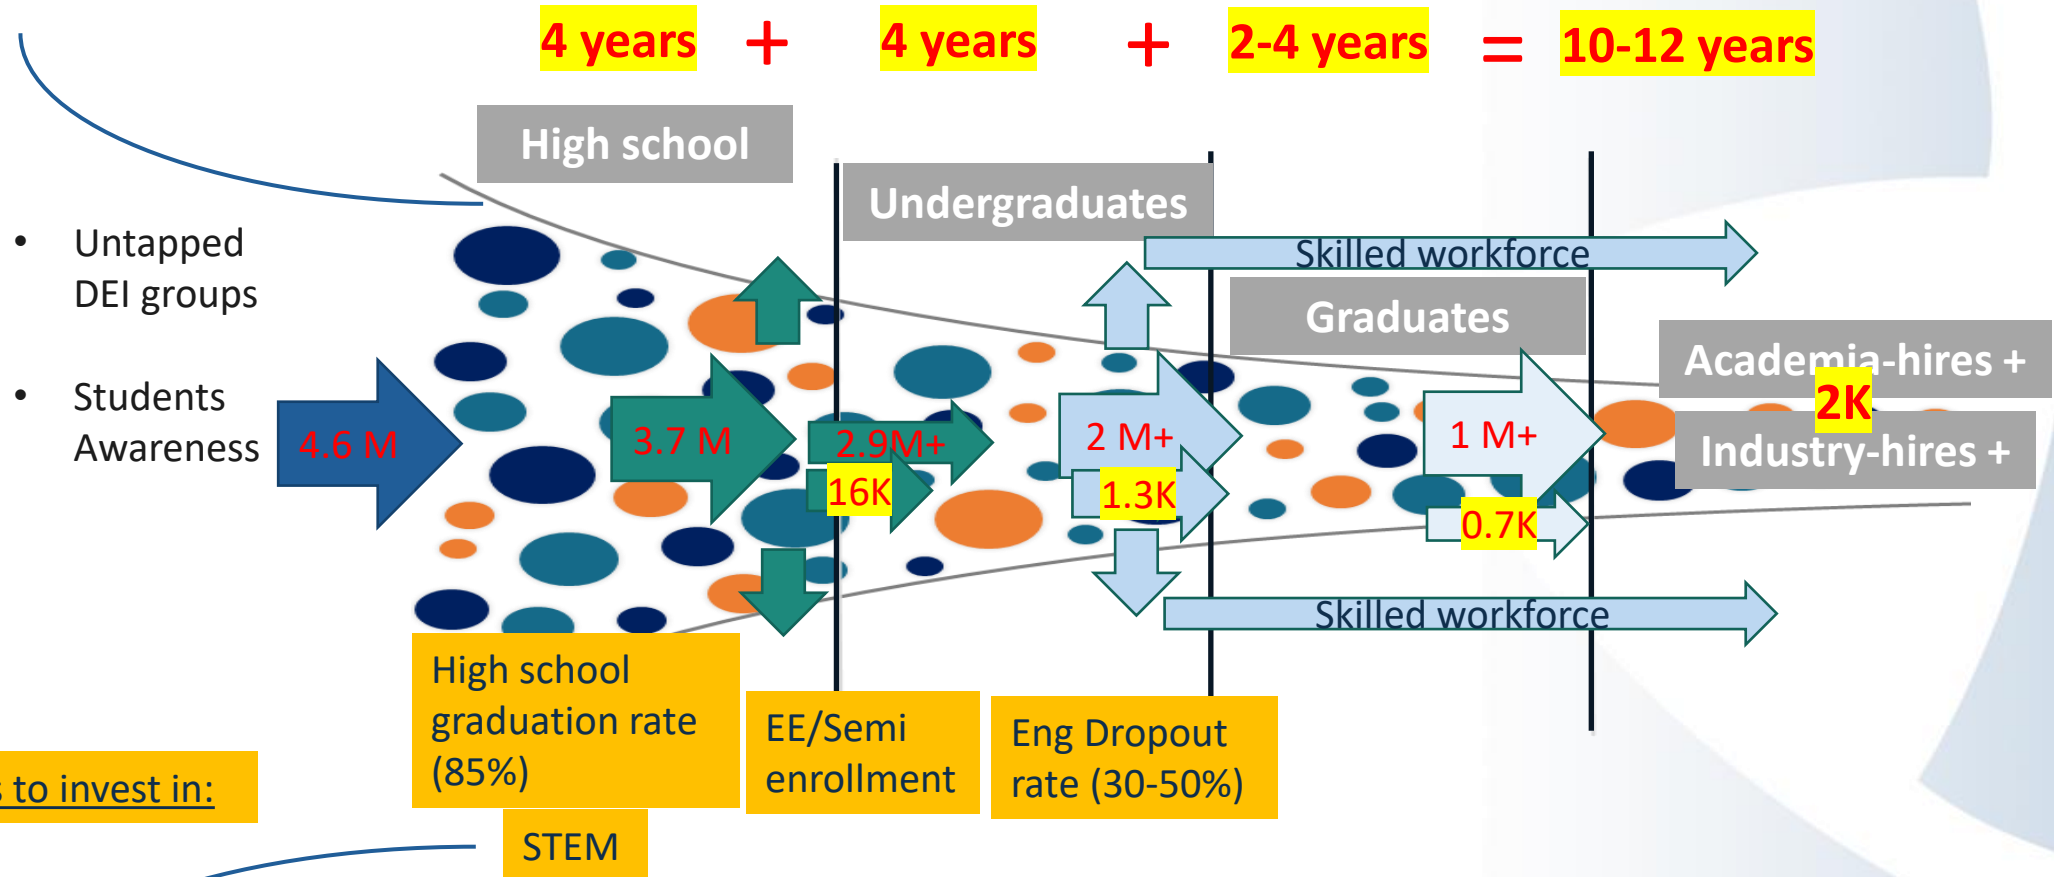 4 years + 4 years + 2-4 years = 10-12 years
High school
Undergraduates
Skilled workforce
Graduates
Academia-hires +
2K
Industry-hires +
• Untapped
DEI groups
• Students
Awareness
4.6 M
3.7 M
2.9M+
16K
2 M+
1.3K
1 M+
0.7K
Skilled workforce
High school
graduation rate
(85%)
EE/Semi
enrollment
Eng Dropout
rate (30-50%)
to invest in:
STEM